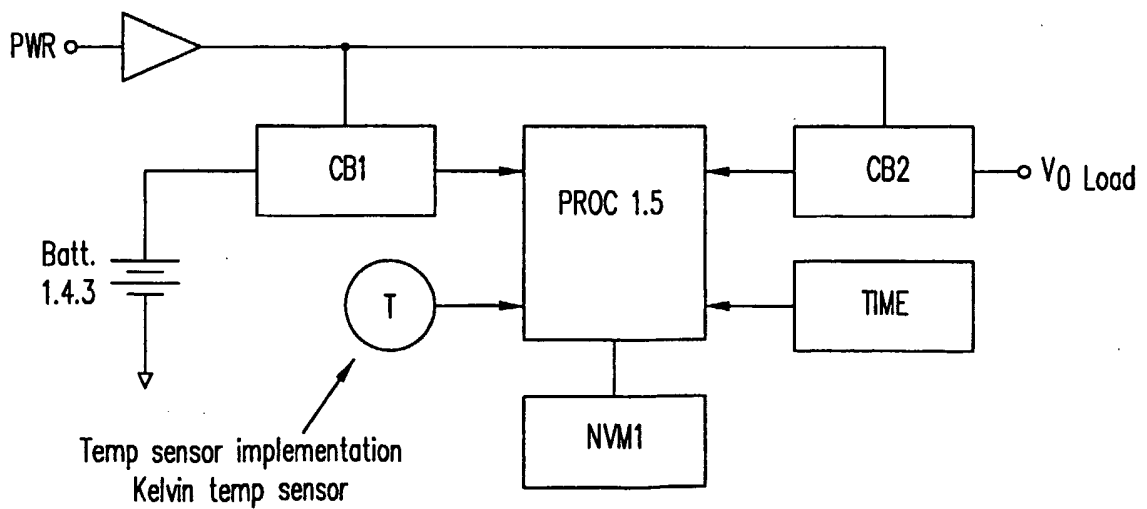 PWR
CB1
PROC 1.5
CB2
V0 Load
Batt.
1.4.3
T
TIME
NVM1
Temp sensor implementation
Kelvin temp sensor